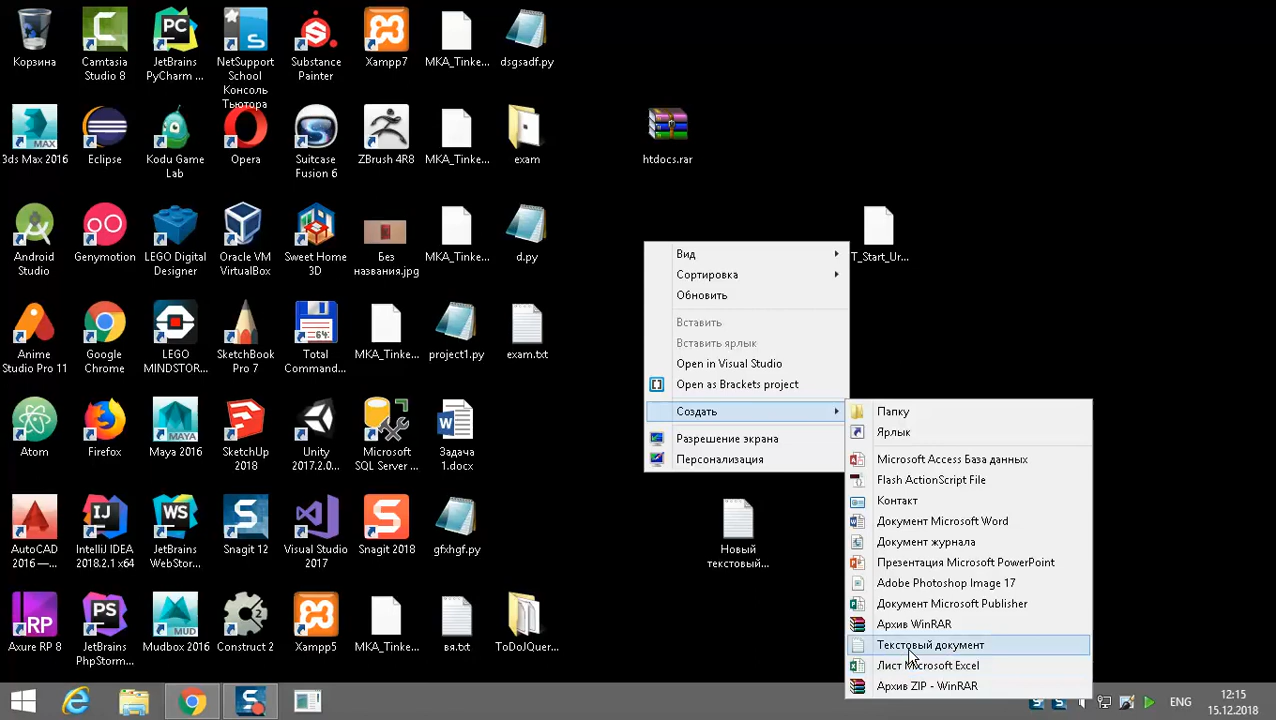 Корзина
Camtasia
Studio 8
JetBrains
PyCharm ...
NetSupport
School
Консоль
Тьютора
Substance
Painter
Xampp7
MKA_Tinke...
dsgsadf.py
3ds Max 2016
Eclipse
Kodu Game
Lab
Opera
Suitcase
Fusion 6
ZBrush 4R8
MKA_Tinke...
exam
htdocs.rar
Android
Studio
Genymotion
LEGO Digital
Designer
Oracle VM
VirtualBox
Sweet Home
3D
Без
названия.jpg
MKA_Tinke...
d.py
T_Start_Ur...
Anime
Studio Pro 11
Google
Chrome
LEGO
MINDSTOR...
SketchBook
Pro 7
Total
Command...
MKA_Tinke...
project1.py
exam.txt
Atom
Firefox
Maya 2016
SketchUp
2018
Unity
2017.2.0...
Microsoft
SQL Server ...
Задача
1.docx
AutoCAD
2016 —...
IntelliJ IDEA
2018.2.1 x64
JetBrains
WebStor...
Snagit 12
Visual Studio
2017
Snagit 2018
gfxhgf.py
Новый
текстовый...
Axure RP 8
JetBrains
PhpStorm...
Mudbox 2016
Construct 2
Xampp5
MKA_Tinke...
вя.txt
ToDoJQuer...
Вид
Сортировка
Обновить
Вставить
Вставить ярлык
Open in Visual Studio
Open as Brackets project
Создать
Разрешение экрана
Персонализация
Папку
Ярлык
Microsoft Access База данных
Flash ActionScript File
Контакт
Документ Microsoft Word
Документ журнала
Презентация Microsoft PowerPoint
Adobe Photoshop Image 17
Документ Microsoft Publisher
Архив WinRAR
Текстовый документ
Лист Microsoft Excel
Архив ZIP - WinRAR
ENG
12:15
15.12.2018